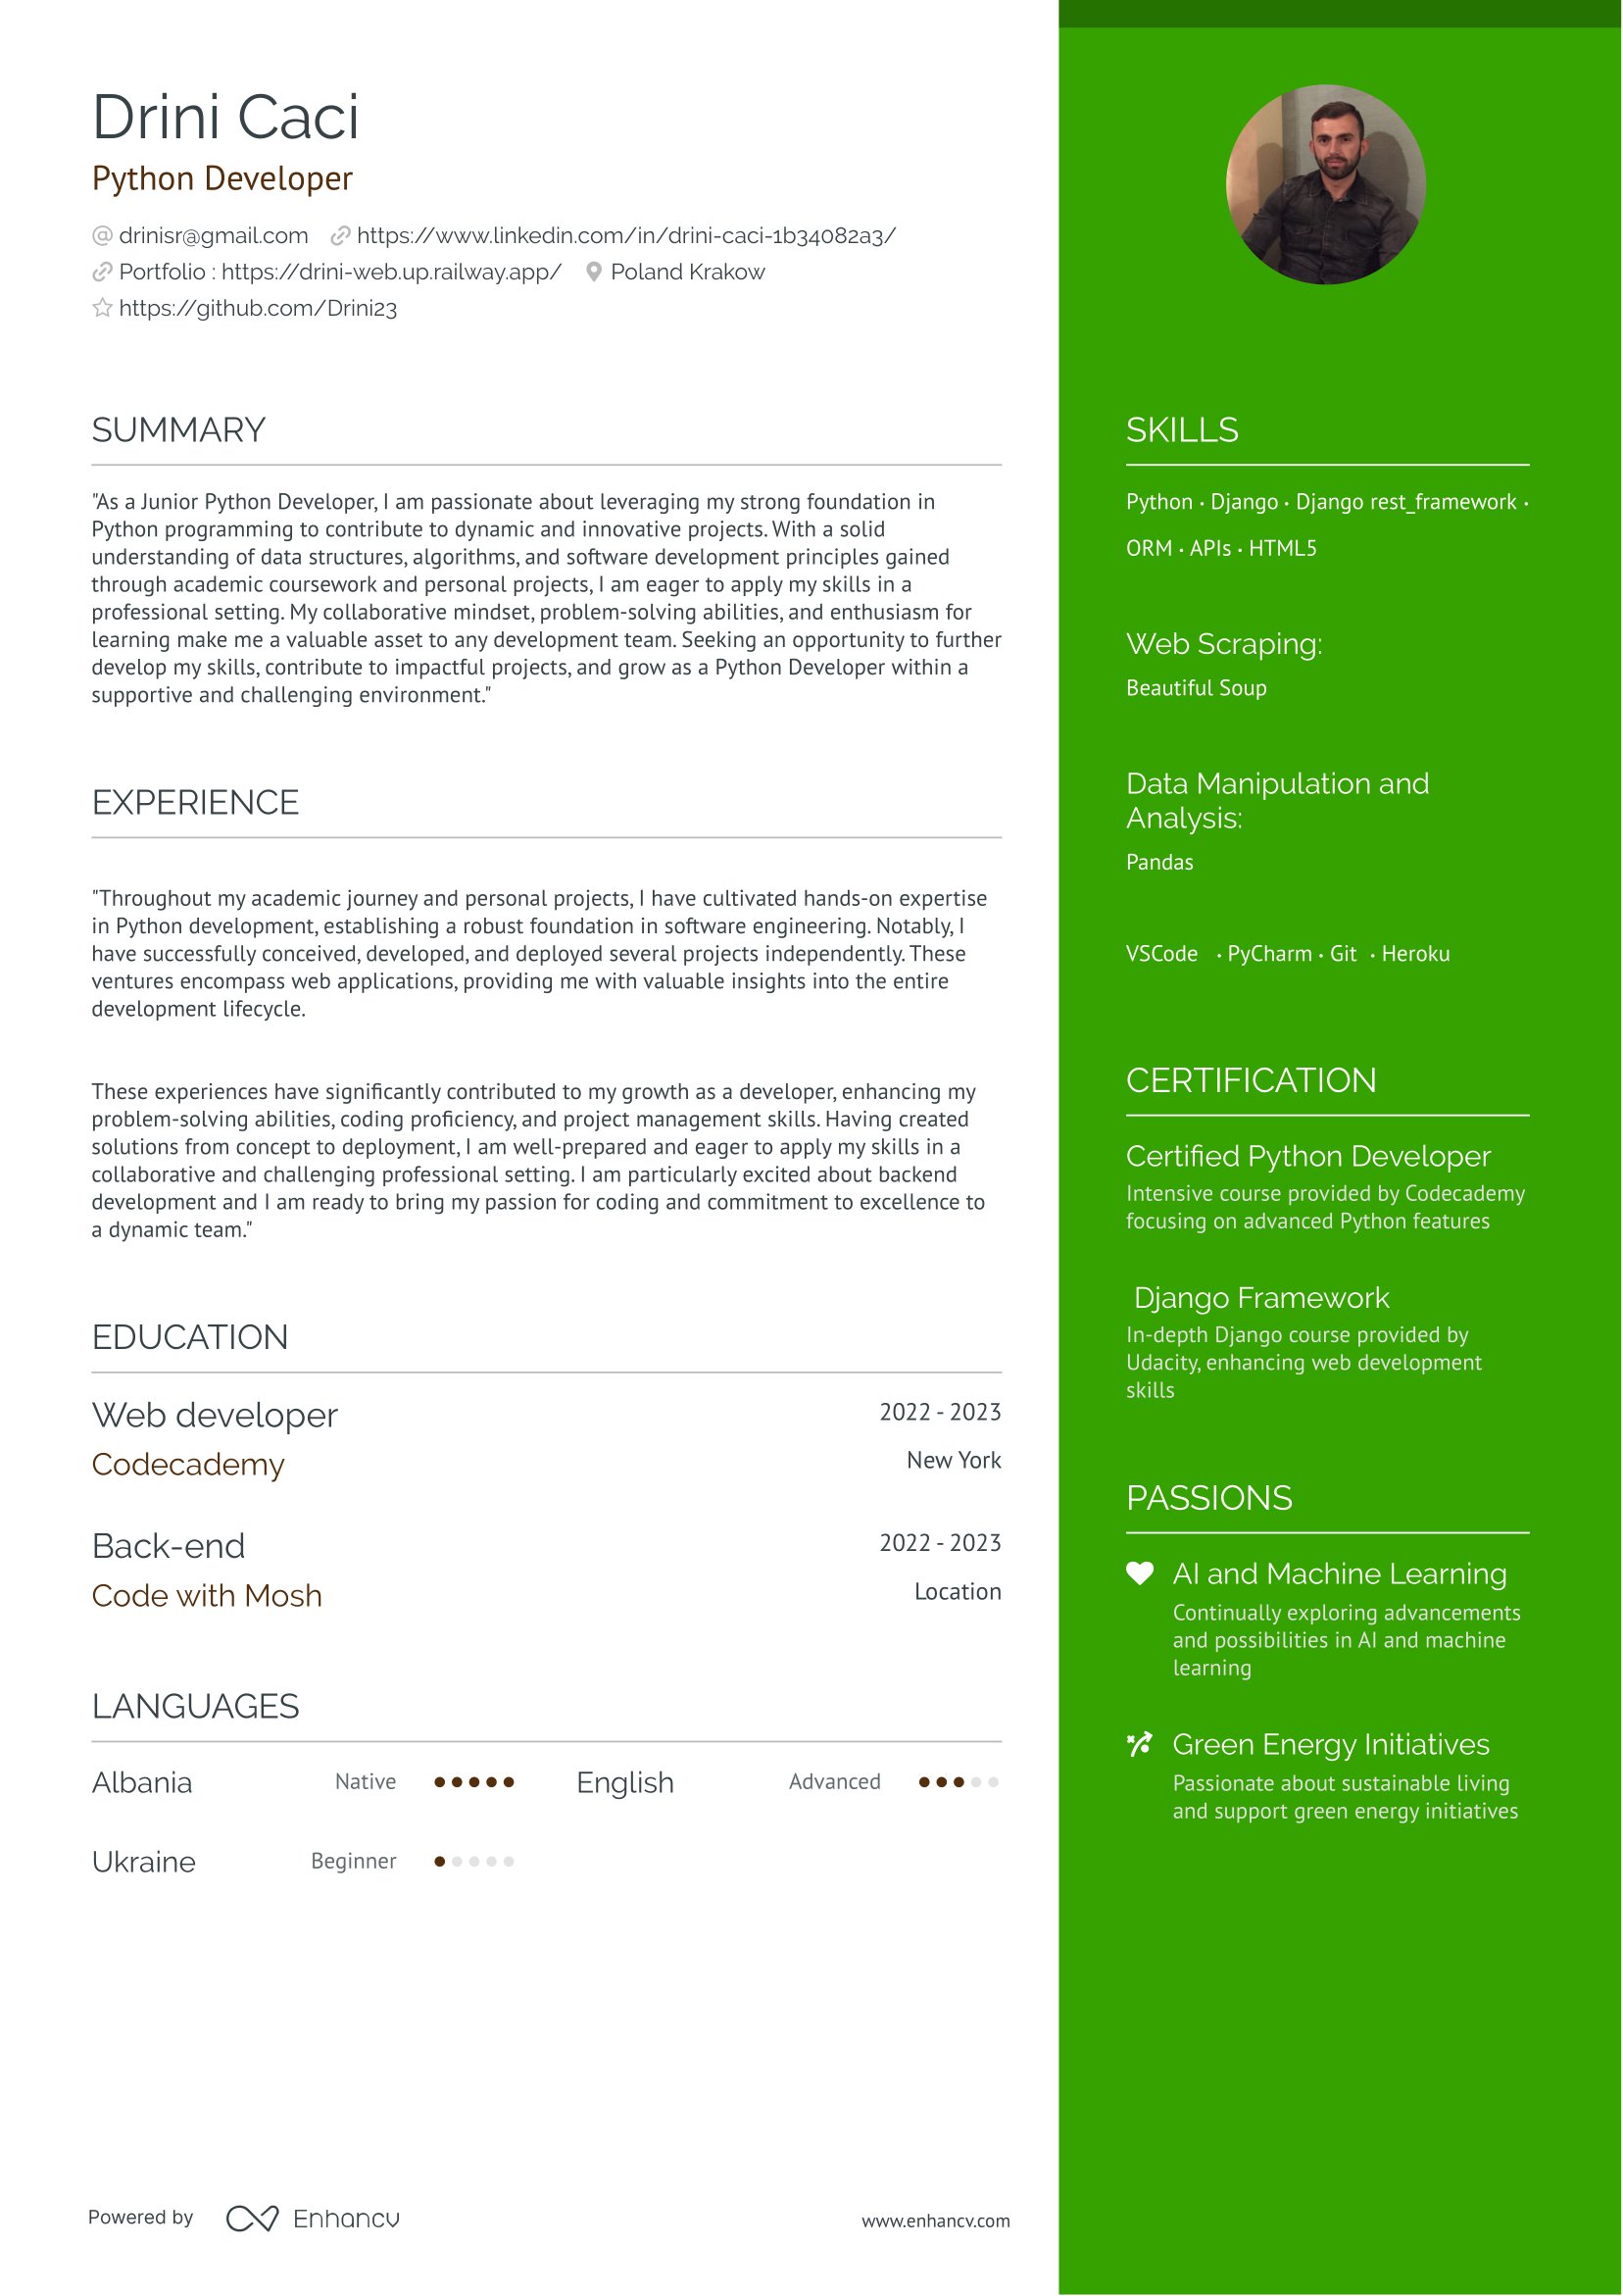 Drini Caci
Python Developer
drinisr@gmail.com https://www.linkedin.com/in/drini-caci-1b34082a3/
Portfolio : https://drini-web.up.railway.app/ Poland Krakow
https://github.com/Drini23
SUMMARY
"As a Junior Python Developer, I am passionate about leveraging my strong foundation in
Python programming to contribute to dynamic and innovative projects. With a solid
understanding of data structures, algorithms, and software development principles gained
through academic coursework and personal projects, I am eager to apply my skills in a
professional setting. My collaborative mindset, problem-solving abilities, and enthusiasm for
learning make me a valuable asset to any development team. Seeking an opportunity to further
develop my skills, contribute to impactful projects, and grow as a Python Developer within a
supportive and challenging environment."
EXPERIENCE
"Throughout my academic journey and personal projects, I have cultivated hands-on expertise
in Python development, establishing a robust foundation in software engineering. Notably, I
have successfully conceived, developed, and deployed several projects independently. These
ventures encompass web applications, providing me with valuable insights into the entire
development lifecycle.
These experiences have significantly contributed to my growth as a developer, enhancing my
problem-solving abilities, coding proficiency, and project management skills. Having created
solutions from concept to deployment, I am well-prepared and eager to apply my skills in a
collaborative and challenging professional setting. I am particularly excited about backend
development and I am ready to bring my passion for coding and commitment to excellence to
a dynamic team."
EDUCATION
Web developer 2022 - 2023
Codecademy New York
Back-end 2022 - 2023
Code with Mosh Location
LANGUAGES
Albania Native English Advanced
Ukraine Beginner
SKILLS
Python · Django · Django rest_framework ·
ORM · APIs · HTML5
Web Scraping:
Beautiful Soup
Data Manipulation and
Analysis:
Pandas
VSCode · PyCharm · Git · Heroku
CERTIFICATION
Certified Python Developer
Intensive course provided by Codecademy
focusing on advanced Python features
Django Framework
In-depth Django course provided by
Udacity, enhancing web development
skills
PASSIONS
AI and Machine Learning
Continually exploring advancements
and possibilities in AI and machine
learning
Green Energy Initiatives
Passionate about sustainable living
and support green energy initiatives
Powered by Enhancv www.enhancv.com